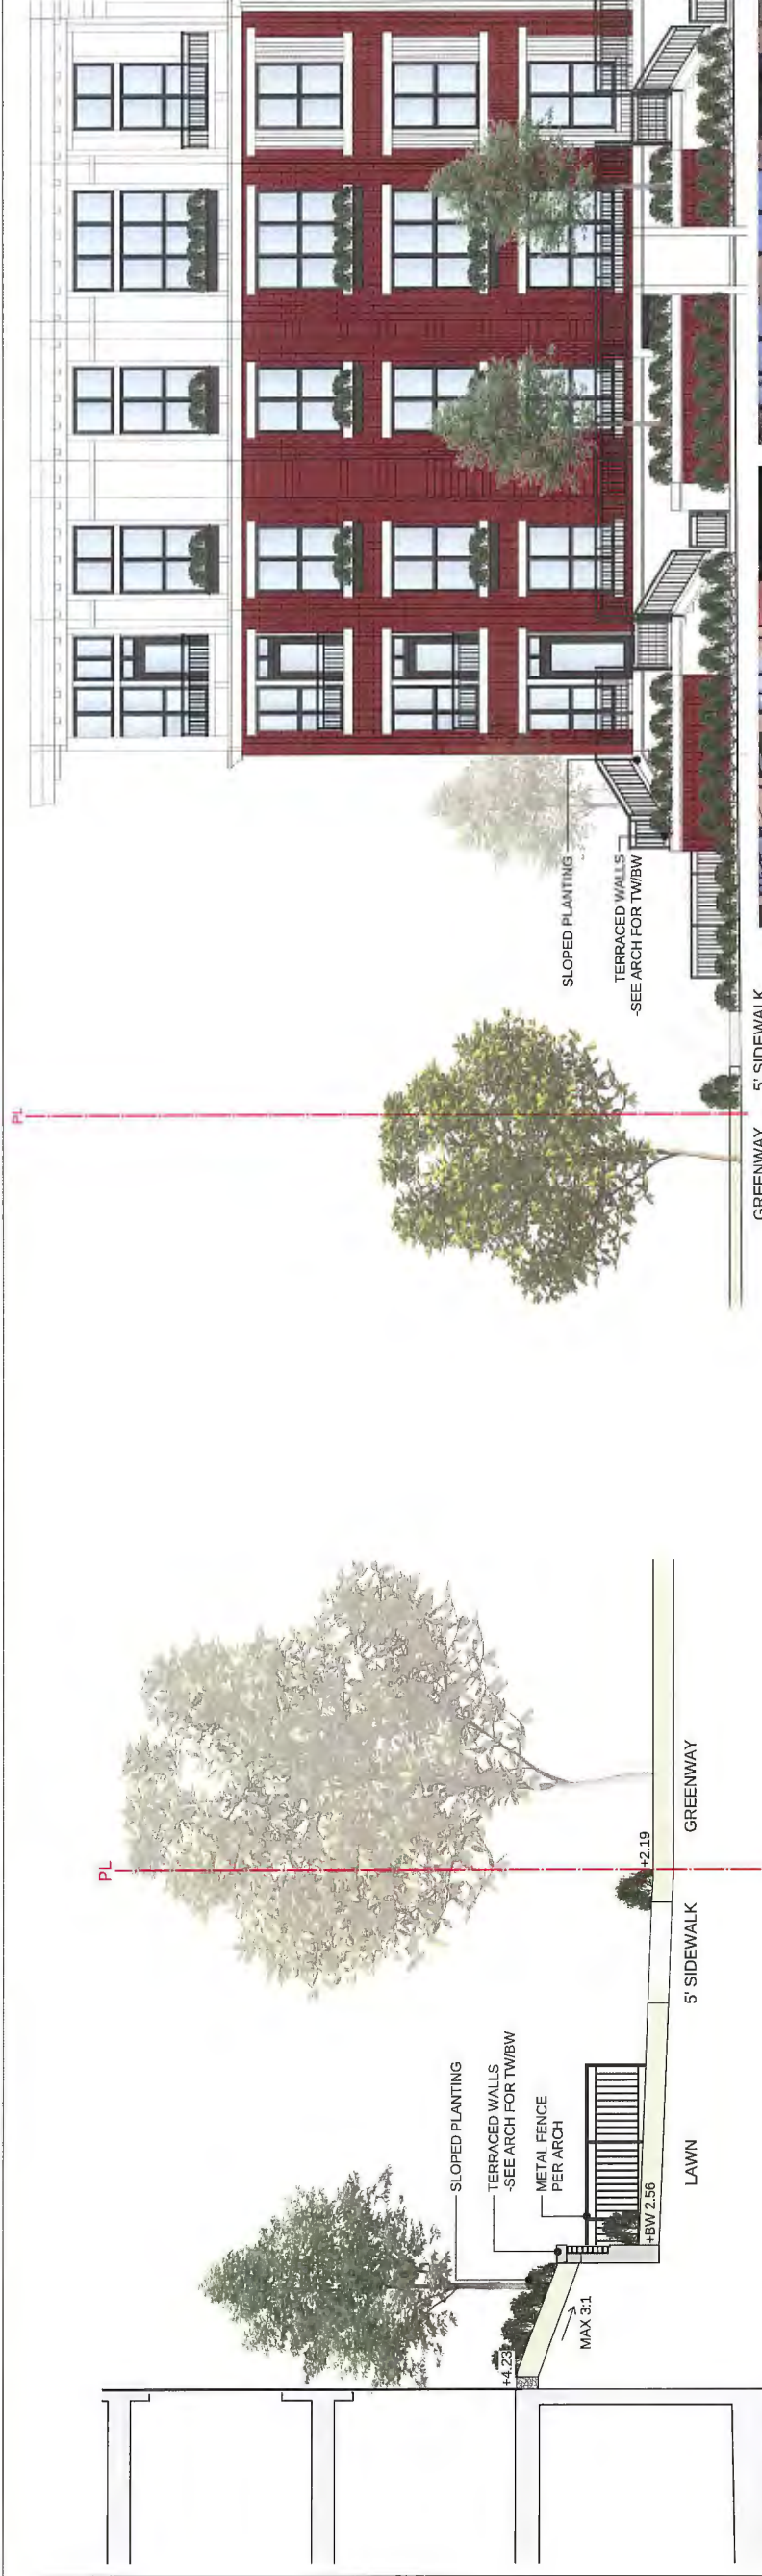 PL
SLOPED PLANTING
TERRACED WALLS
-SEE ARCH FOR TW/BW
METAL FENCE
PER ARCH
+4.23
MAX 3:1
+BW 2.56
+2.19
LAWN
5' SIDEWALK
GREENWAY
PL
SLOPED PLANTING
TERRACED WALLS
-SEE ARCH FOR TW/BW
GREENWAY
5' SIDEWALK